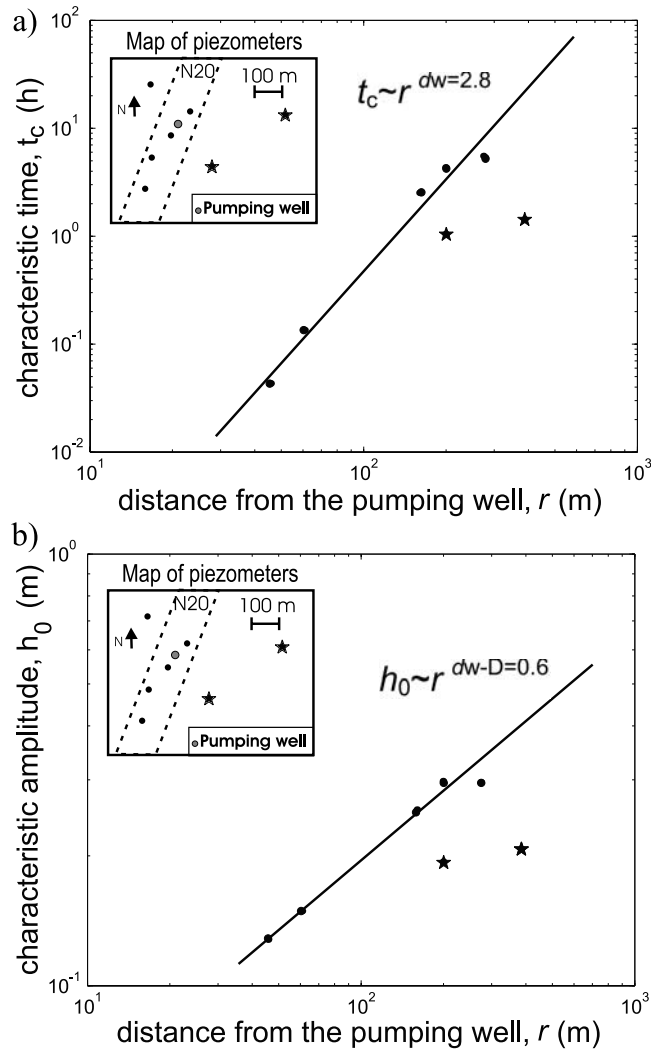 a)
Map of piezometers
N20
100 m
N
Pumping well
t_c~r^dw=2.8
characteristic time, t_c (h)
10^2
10^1
10^0
10^-1
10^-2
10^1
10^2
10^3
distance from the pumping well, r (m)
b)
Map of piezometers
N20
100 m
N
Pumping well
h_0~r^dw-D=0.6
characteristic amplitude, h_0 (m)
10^0
10^-1
10^1
10^2
10^3
distance from the pumping well, r (m)